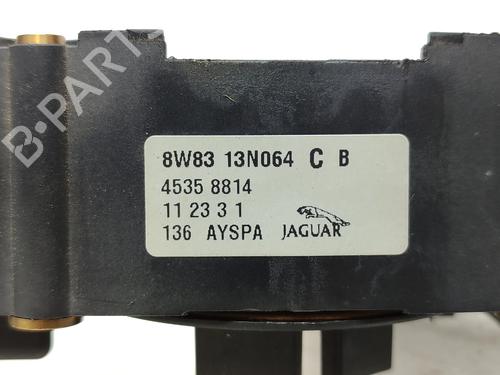 B-PARTS
8W83 13N064 C B
4535 8814
11 23 3 1
136 AYSPA JAGUAR